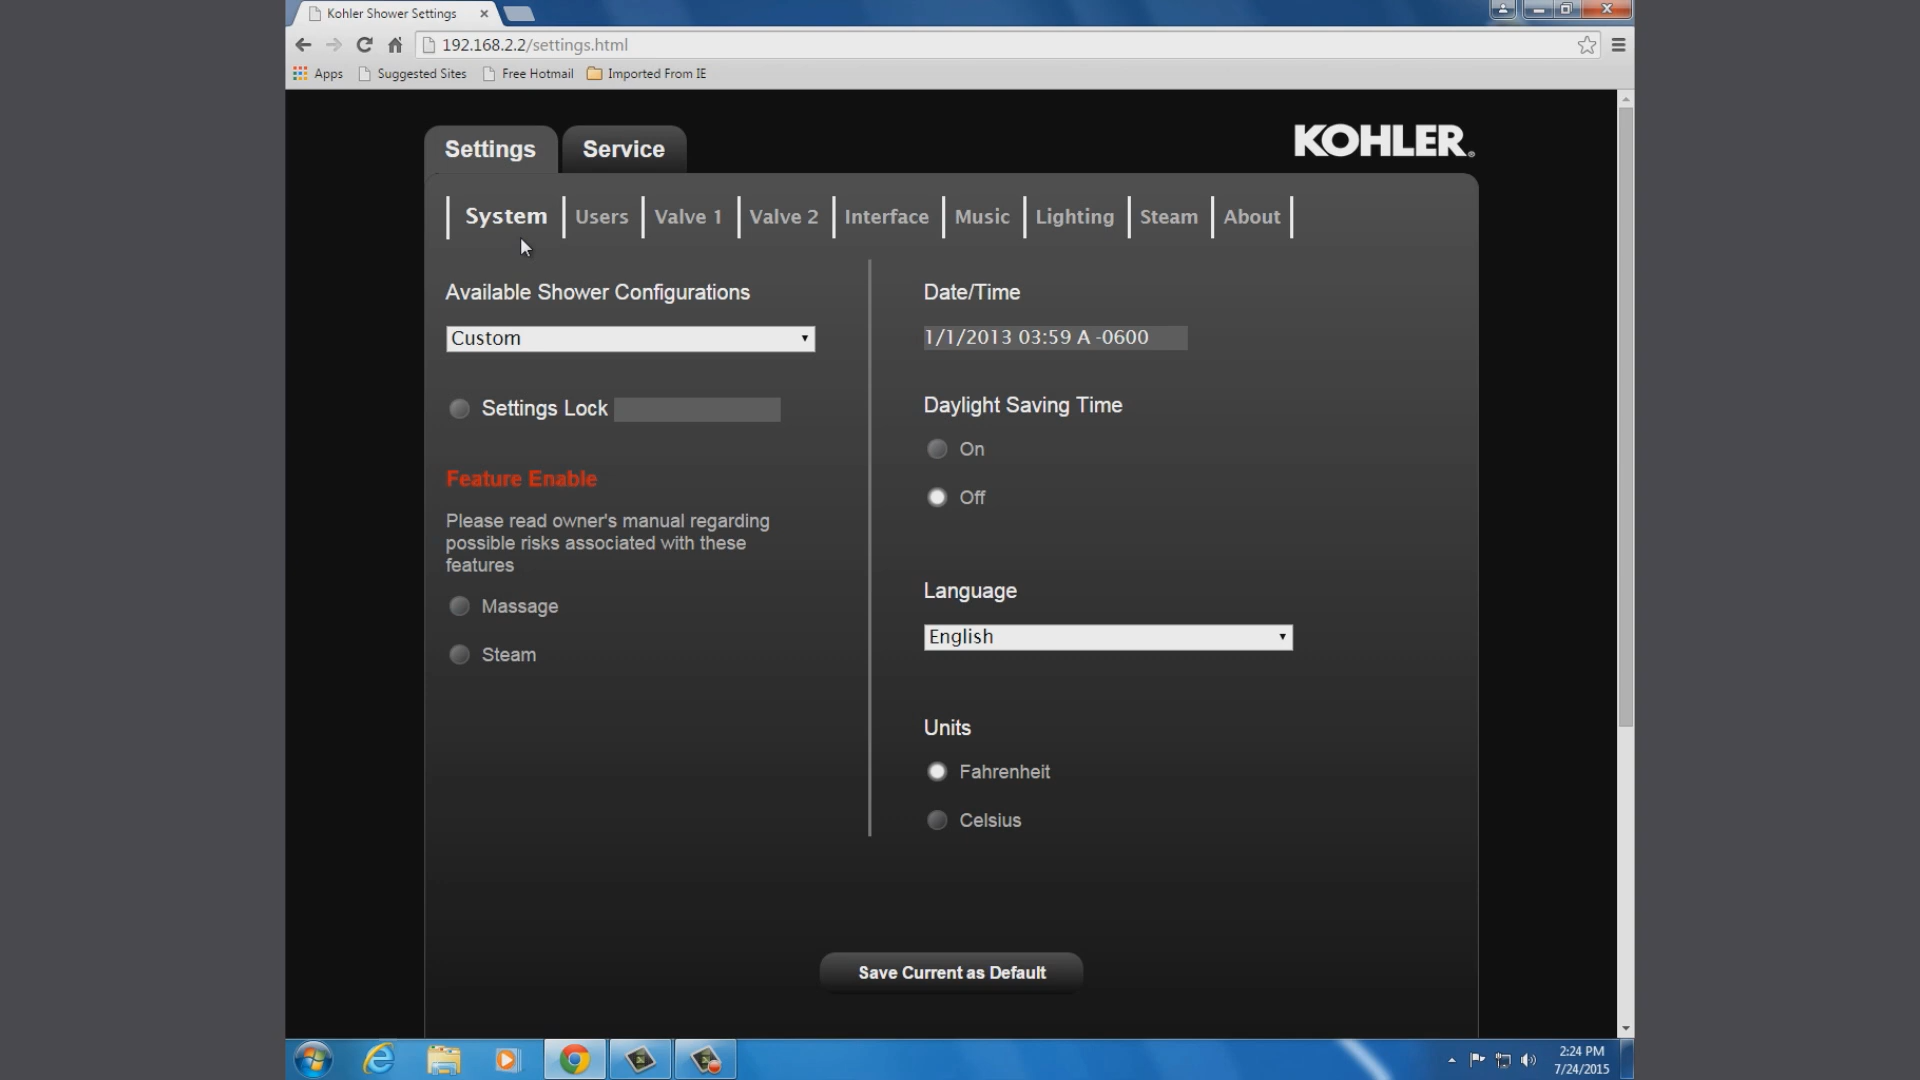 Kohler Shower Settings
192.168.2.2/settings.html
Apps Suggested Sites Free Hotmail Imported From IE
Settings Service KOHLER.
System Users Valve 1 Valve 2 Interface Music Lighting Steam About
Available Shower Configurations
Custom
Settings Lock
Feature Enable
Please read owner's manual regarding
possible risks associated with these
features
Massage
Steam
Date/Time
1/1/2013 03:59 A -0600
Daylight Saving Time
On
Off
Language
English
Units
Fahrenheit
Celsius
Save Current as Default
2:24 PM
7/24/2015